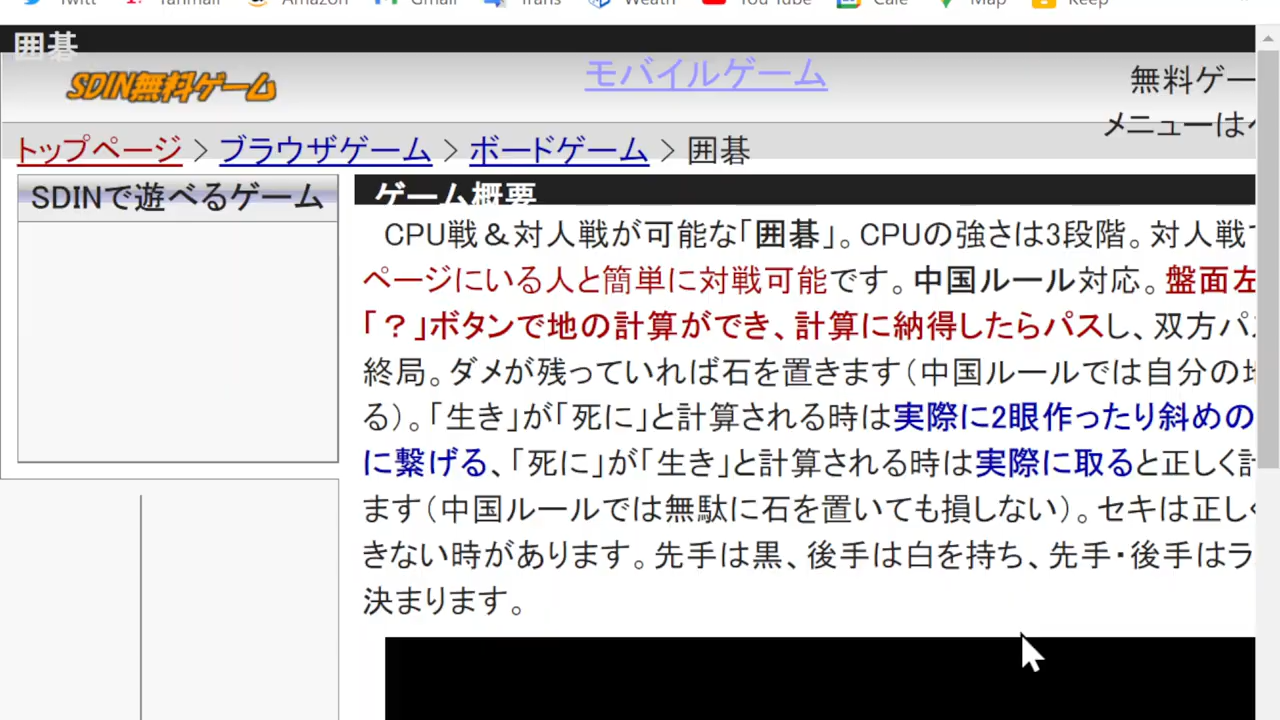 Twitt Tanmail Amazon Gmail Trans Weath You Tube Cale Map Keep
囲碁
SDIN無料ゲーム モバイルゲーム 無料ゲー
メニューは
トップページ > ブラウザゲーム > ボードゲーム > 囲碁
SDINで遊べるゲーム
ゲーム概要
CPU戦＆対人戦が可能な「囲碁」。CPUの強さは3段階。対人戦
ページにいる人と簡単に対戦可能です。中国ルール対応。盤面左
「？」ボタンで地の計算ができ、計算に納得したらパスし、双方パ
終局。ダメが残っていれば石を置きます（中国ルールでは自分の地
る）。「生き」が「死に」と計算される時は実際に2眼作ったり斜めの
に繋げる、「死に」が「生き」と計算される時は実際に取ると正しく計
ます（中国ルールでは無駄に石を置いても損しない）。セキは正し
きない時があります。先手は黒、後手は白を持ち、先手・後手はラ
決まります。